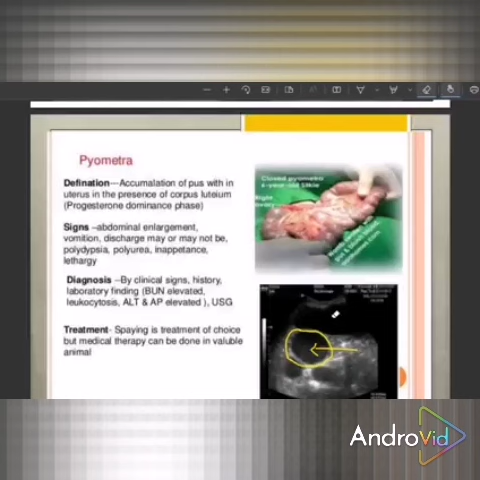 Pyometra
Defination—Accumalation of pus with in
uterus in the presence of corpus luteium
(Progesterone dominance phase)
Signs –abdominal enlargement,
vomition, discharge may or may not be,
polydypsia, polyurea, inappetance,
lethargy
Diagnosis –By clinical signs, history,
laboratory finding (BUN elevated,
leukocytosis, ALT & AP elevated ), USG
Treatment- Spaying is treatment of choice
but medical therapy can be done in valuble
animal
Closed pyometra
Right
AndroVid